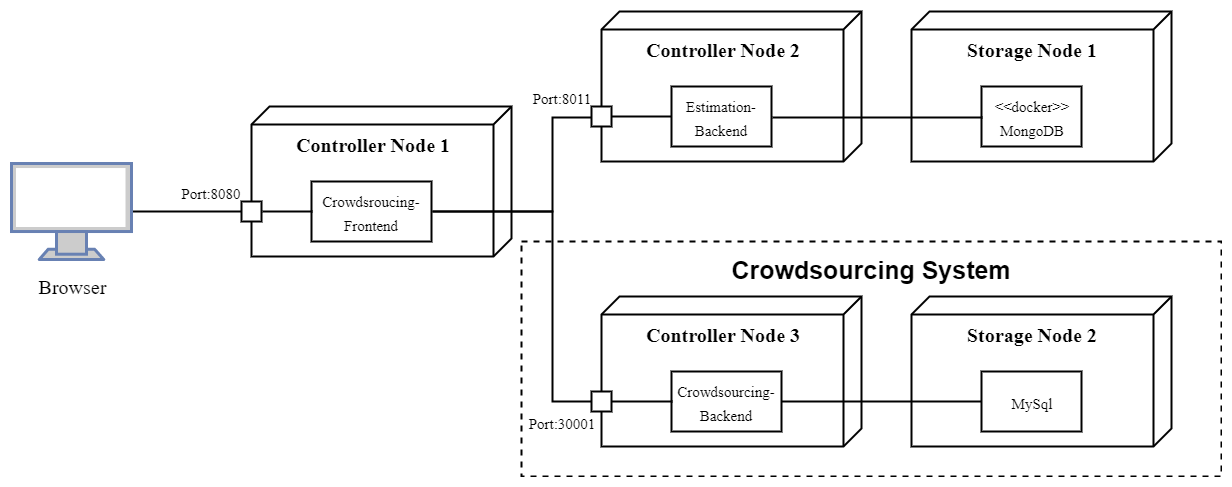 Controller Node 2
Storage Node 1
Port:8011
Estimation-
Backend
<<docker>>
MongoDB
Controller Node 1
Port:8080
Crowdsroucing-
Frontend
Browser
Crowdsourcing System
Controller Node 3
Storage Node 2
Crowdsourcing-
Backend
MySql
Port:30001